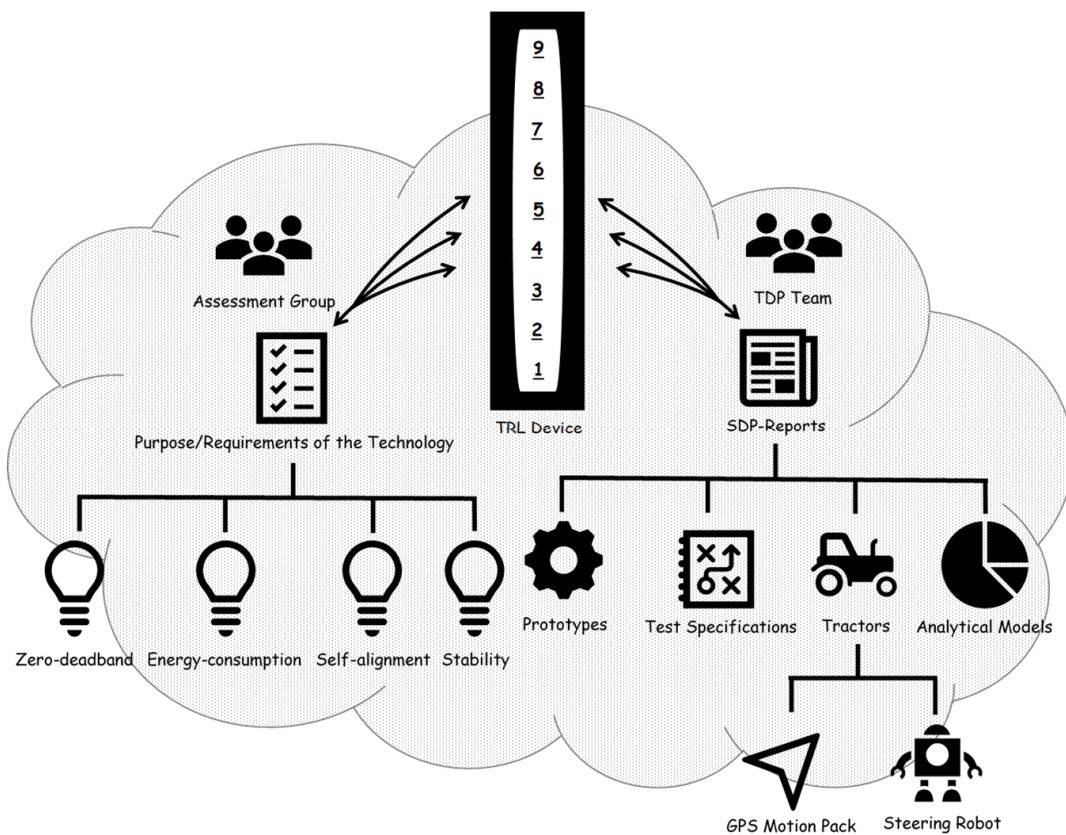 9
8
7
6
5
4
3
2
1
TRL Device
Assessment Group
Purpose/Requirements of the Technology
Zero-deadband
Energy-consumption
Self-alignment
Stability
TDP Team
SDP-Reports
Prototypes
Test Specifications
Tractors
Analytical Models
GPS Motion Pack
Steering Robot